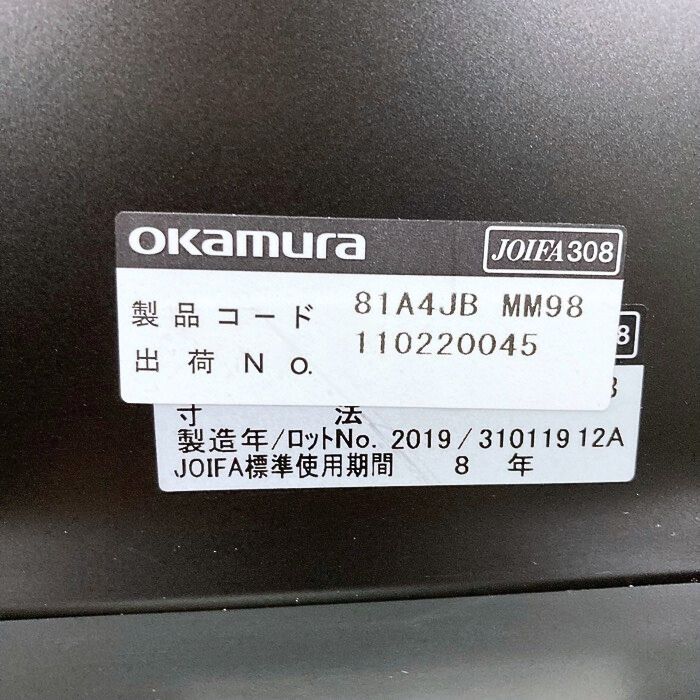 okamura JOIFA308
製品コード 81A4JB MM98
出荷No. 110220045
8
寸法
製造年/ロットNo. 2019/31011912A
JOIFA標準使用期間 8 年